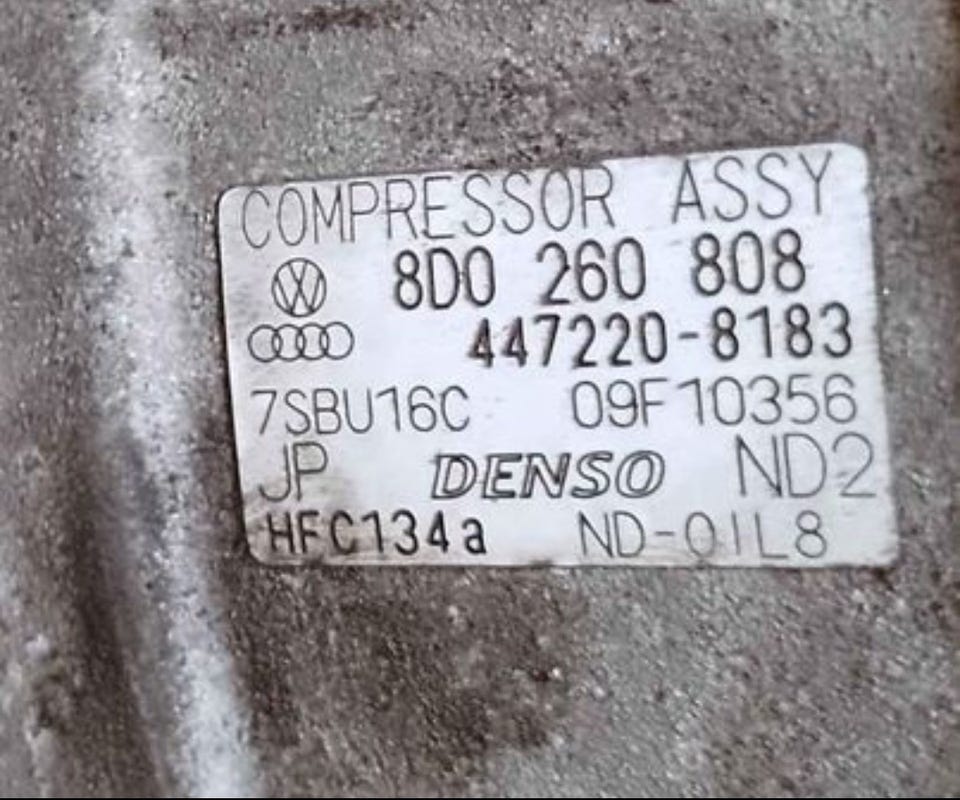 COMPRESSOR ASSY
8D0 260 808
447220-8183
7SBU16C 09F10356
JP DENSO ND2
HFC134a ND-OIL8